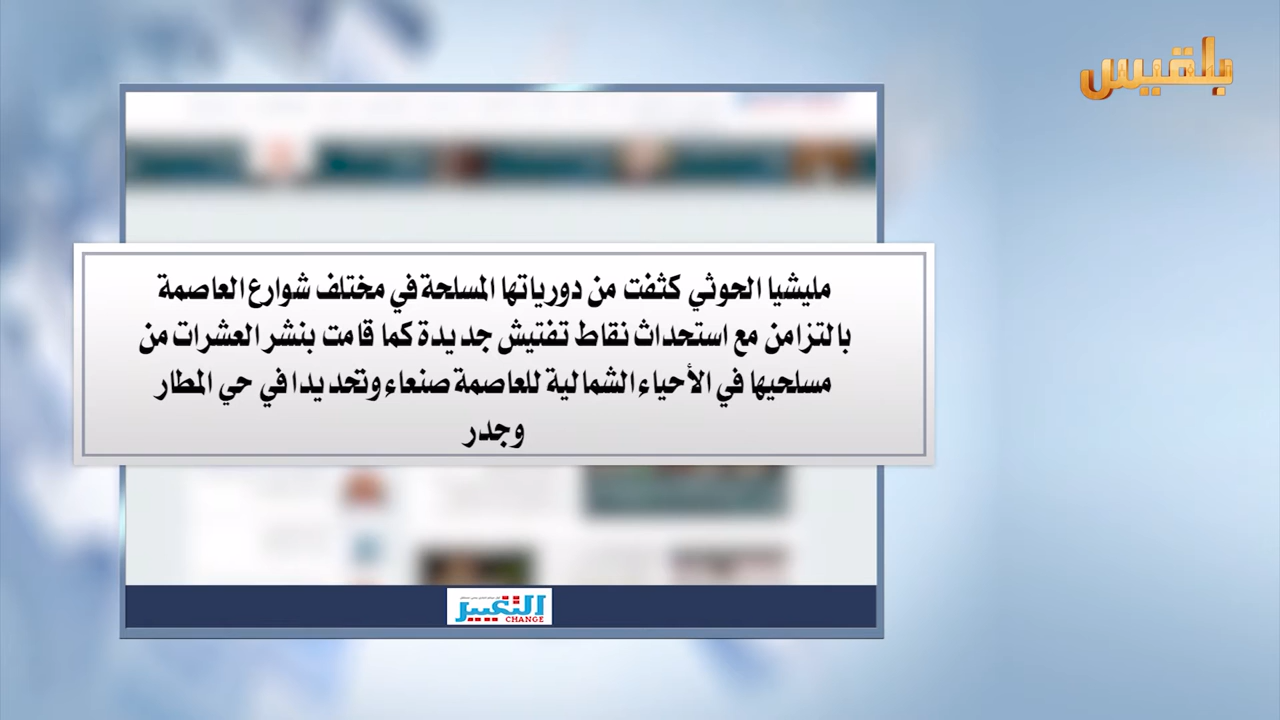 بلقيس
مليشيا الحوثي كثفت من دورياتها المسلحة في مختلف شوارع العاصمة
بالتزامن مع استحداث نقاط تفتيش جديدة كما قامت بنشر العشرات من
مسلحيها في الأحياء الشمالية للعاصمة صنعاء وتحديدا في حي المطار
وجدر
التغيير
CHANGE